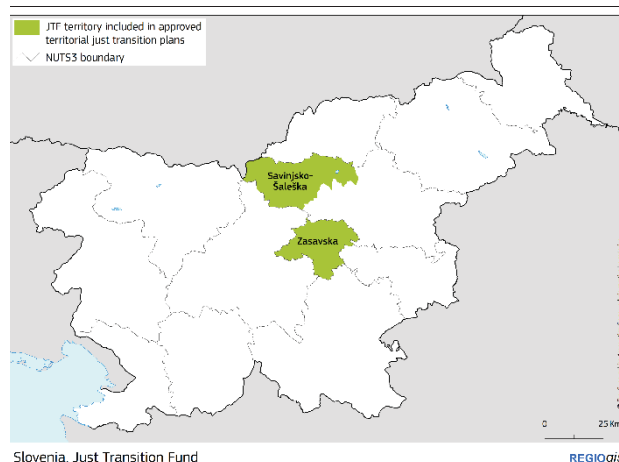 JTF territory included in approved
territorial just transition plans
NUTS3 boundary
Savinjsko-
Šaleška
Zasavska
0 25 Km
Slovenia, Just Transition Fund
REGIOgis